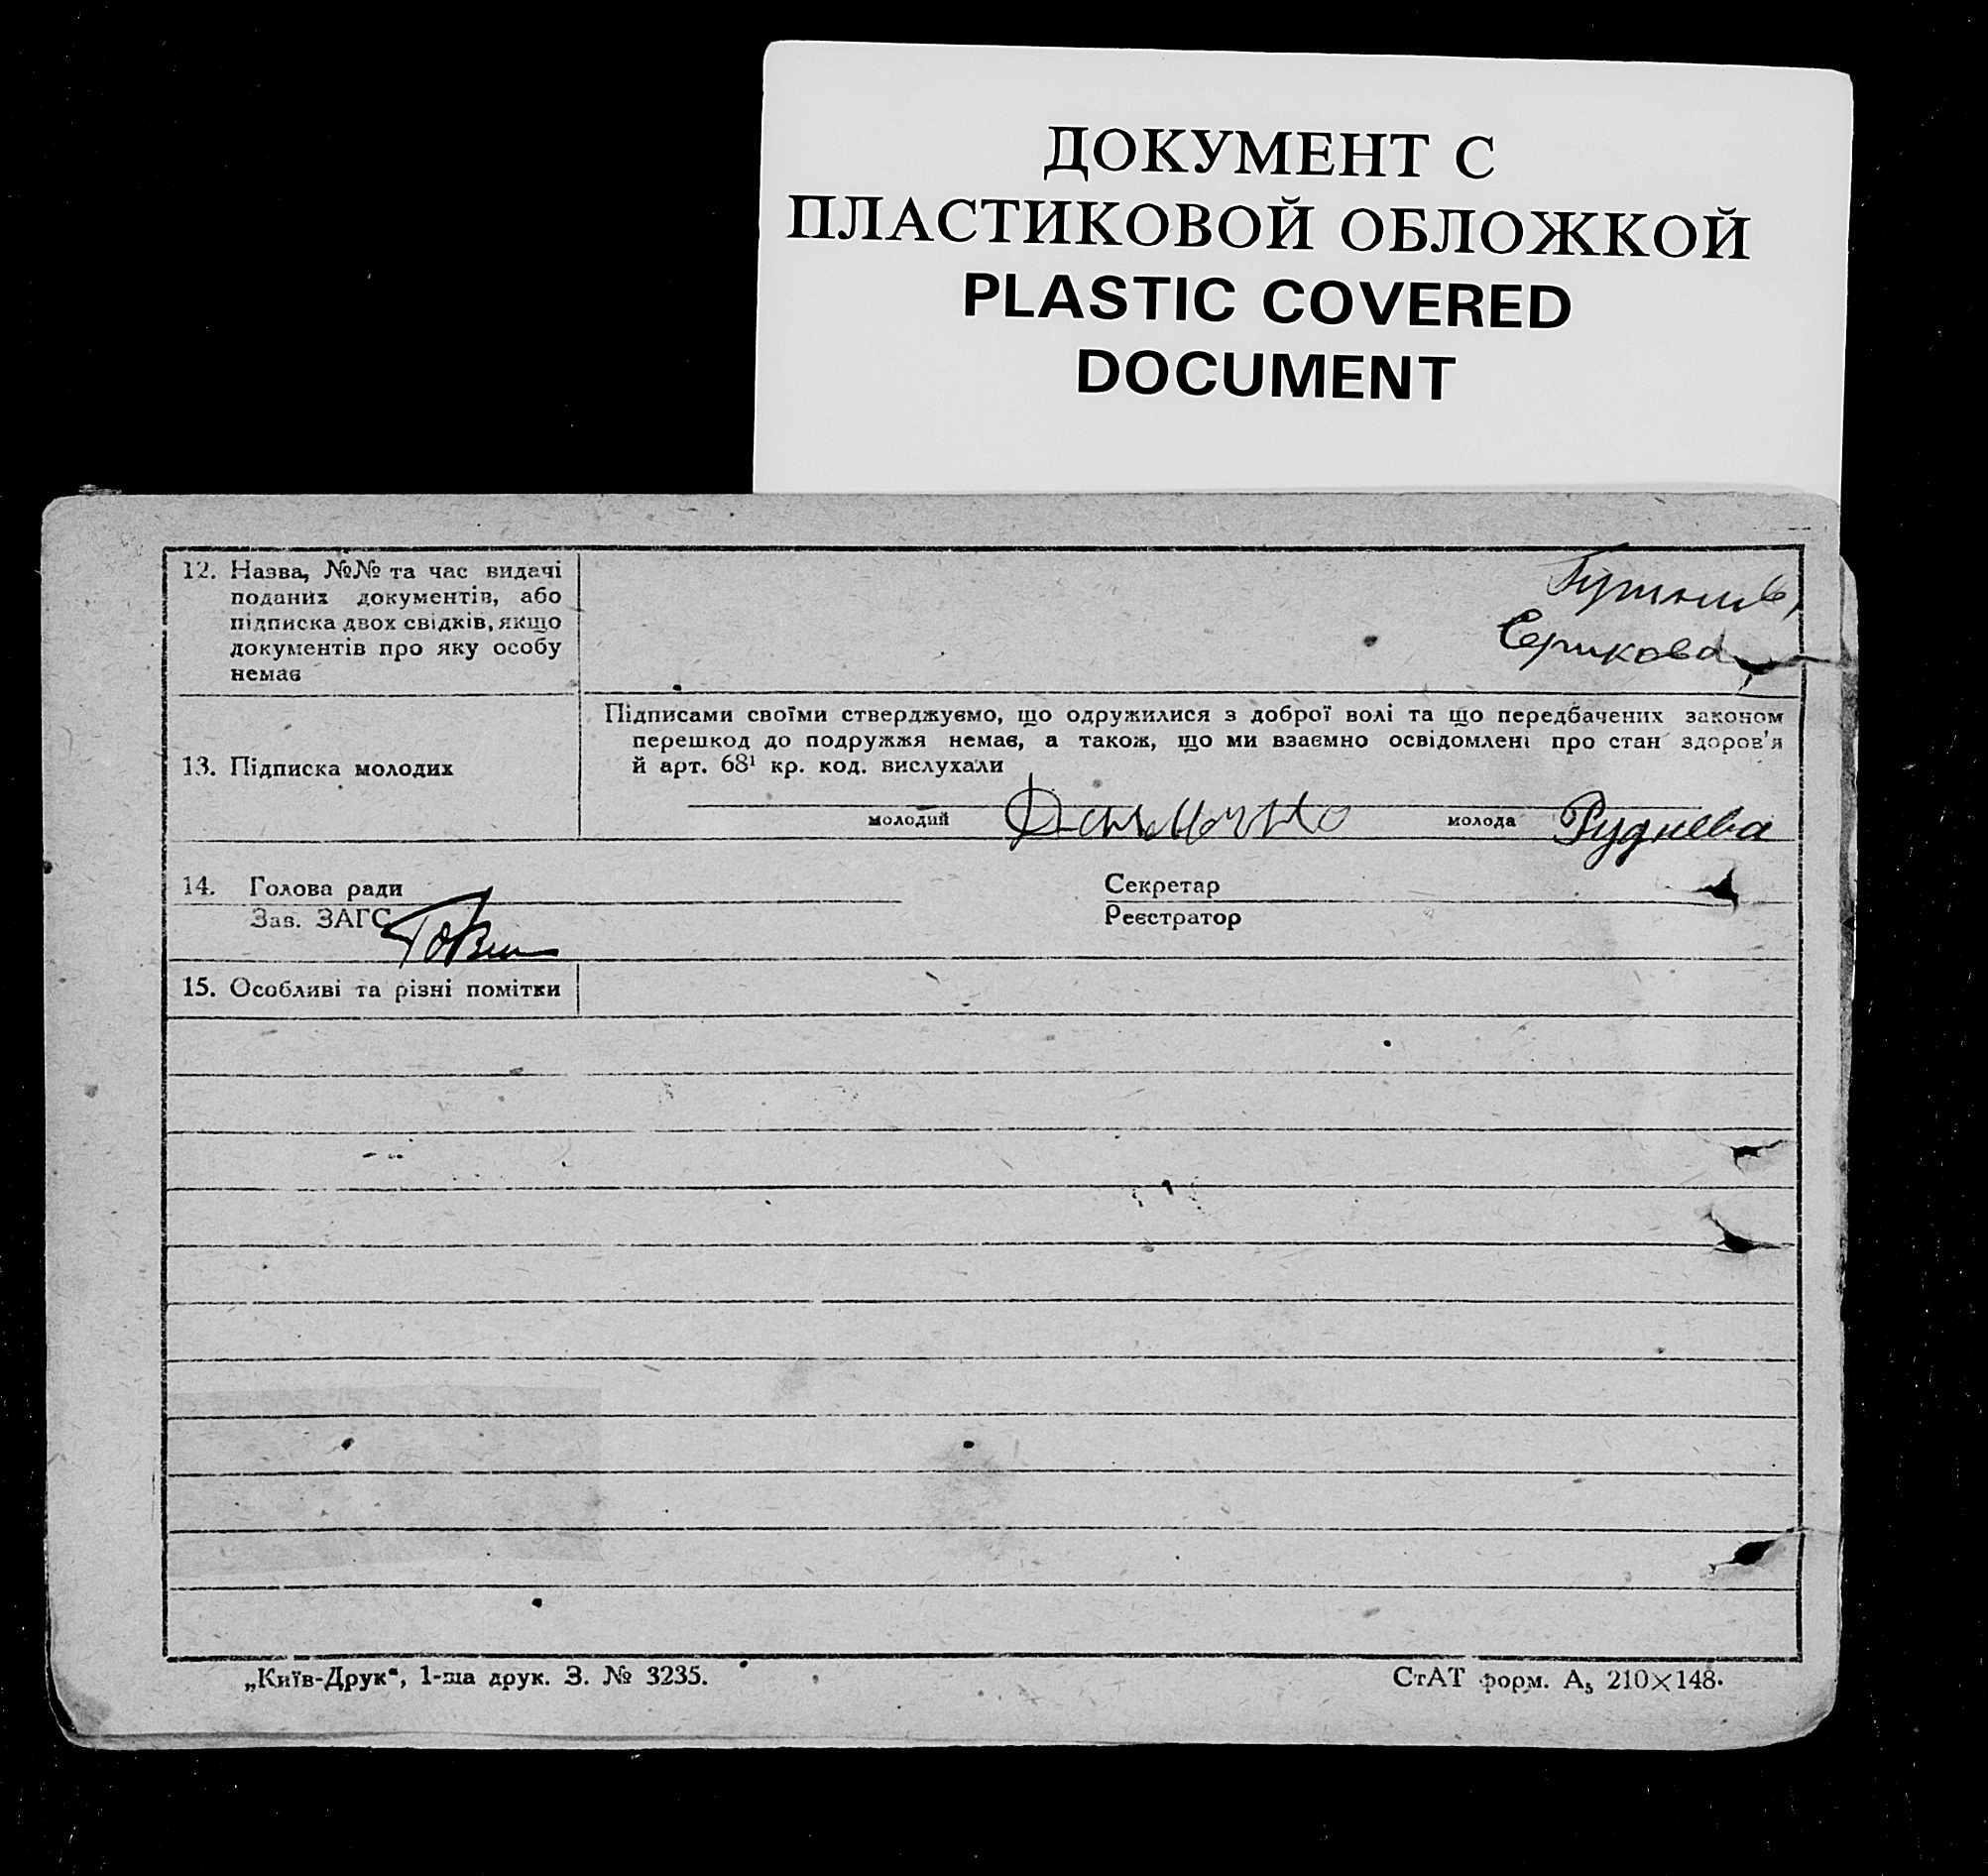 ДОКУМЕНТ С
ПЛАСТИКОВОЙ ОБЛОЖКОЙ
PLASTIC COVERED
DOCUMENT
12. Назва, №№ та час видачі
поданих документів, або
підписка двох свідків, якщо
документів про яку особу
немає
Серикова
13. Підписка молодих
Підписами своїми стверджуємо, що одружилися з доброї волі та що передбачених законом
перешкод до подружжя немає, а також, що ми взаємно освідомлені про стан здоров'я
й арт. 68¹ кр. код. вислухали
молодий молода Руднева
14. Голова ради Секретар
Зав. ЗАГС Реєстратор
15. Особливі та різні помітки
„Київ-Друк“, 1-ша друк. З. № 3235. СтАТ форм. А₅ 210×148.